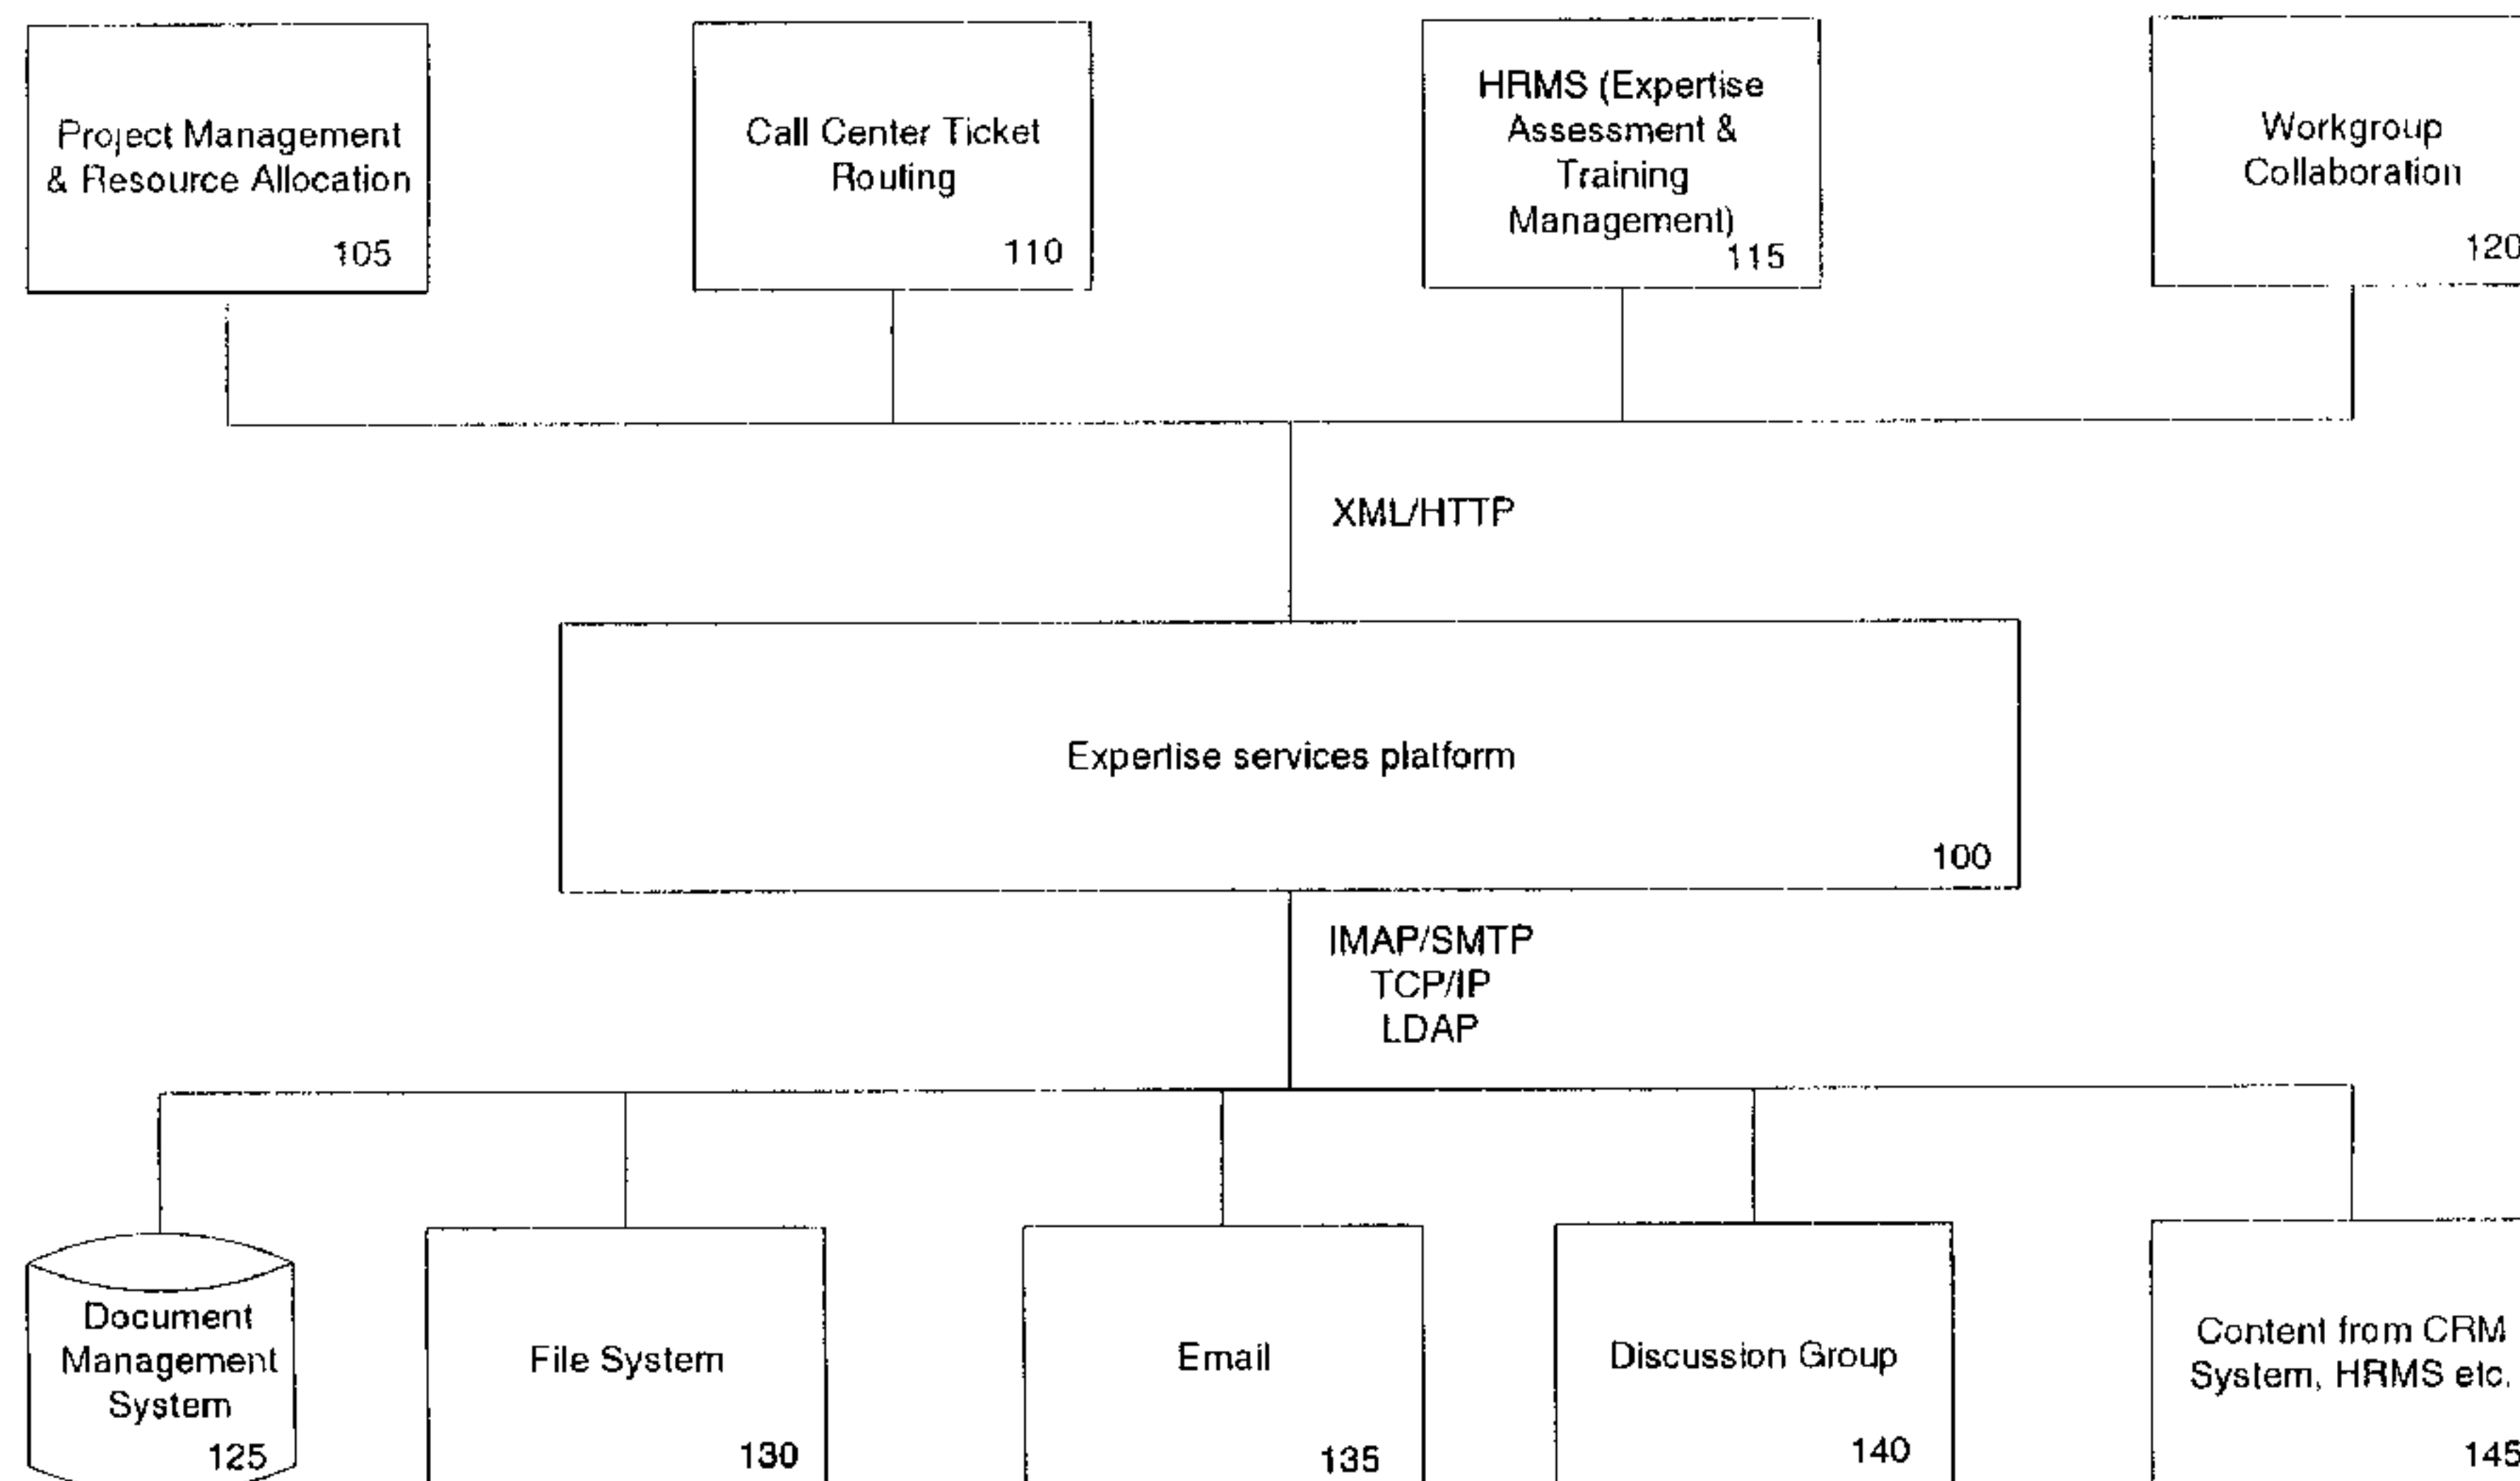 Project Management
& Resource Allocation
105
Call Center Ticket
Routing
110
HRMS (Expertise
Assessment &
Training
Management)
115
Workgroup
Collaboration
120
XML/HTTP
Expertise services platform
100
IMAP/SMTP
TCP/IP
LDAP
Document
Management
System
125
File System
130
Email
135
Discussion Group
140
Content from CRM
System, HRMS etc.
145